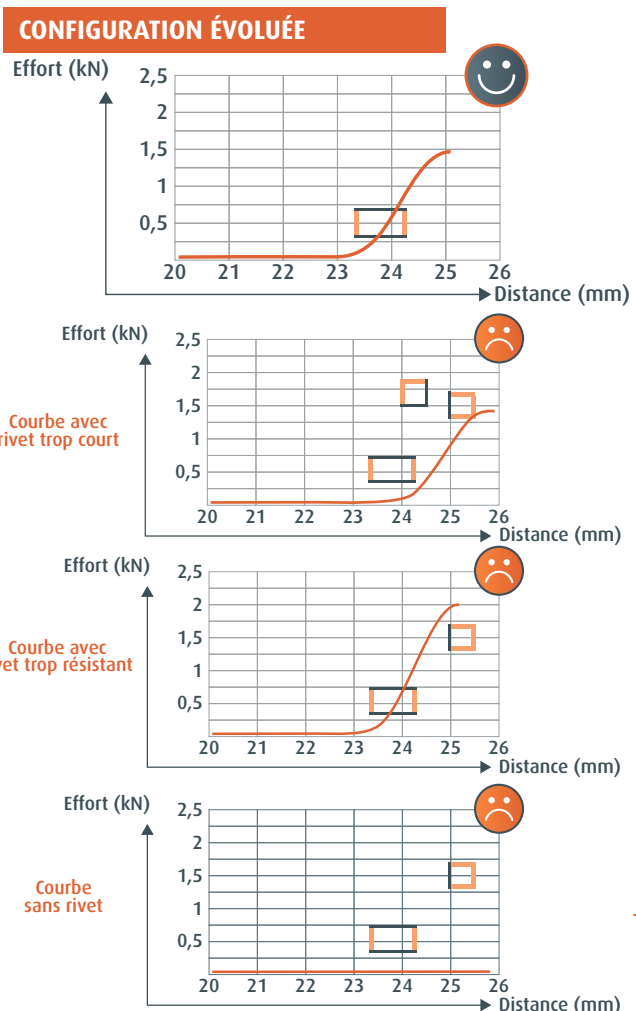 CONFIGURATION ÉVOLUÉE
Effort (kN)
2,5
2
1,5
1
0,5
20 21 22 23 24 25 26
Distance (mm)
Effort (kN)
2,5
2
1,5
1
0,5
Courbe avec
rivet trop court
20 21 22 23 24 25 26
Distance (mm)
Effort (kN)
2,5
2
1,5
1
0,5
Courbe avec
vet trop résistant
20 21 22 23 24 25 26
Distance (mm)
Effort (kN)
2,5
2
1,5
1
0,5
Courbe
sans rivet
20 21 22 23 24 25 26
Distance (mm)